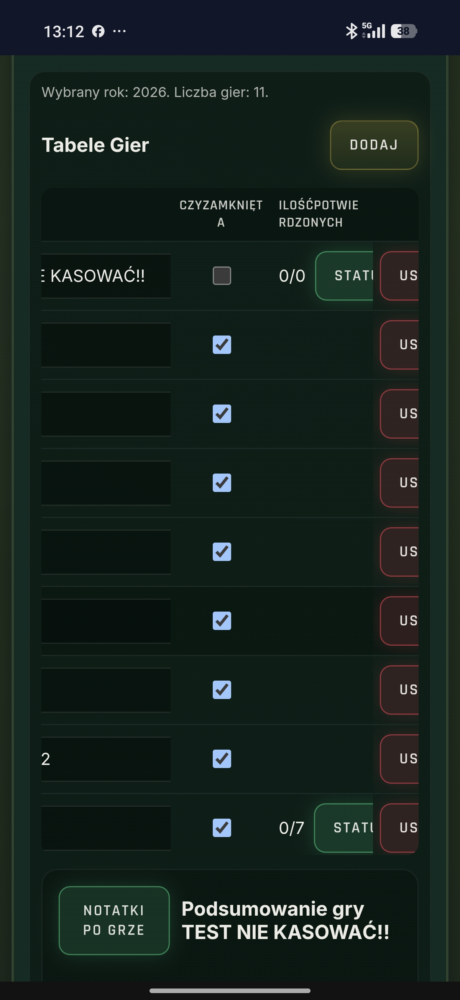 13:12
5G
38
Wybrany rok: 2026. Liczba gier: 11.
Tabele Gier
DODAJ
CZYZAMKNIĘT
A
ILOŚĆPOTWIE
RDZONYCH
E KASOWAĆ!!
0/0
STATU
US
US
US
US
US
US
US
2
US
0/7
STATU
US
NOTATKI
PO GRZE
Podsumowanie gry
TEST NIE KASOWAĆ!!